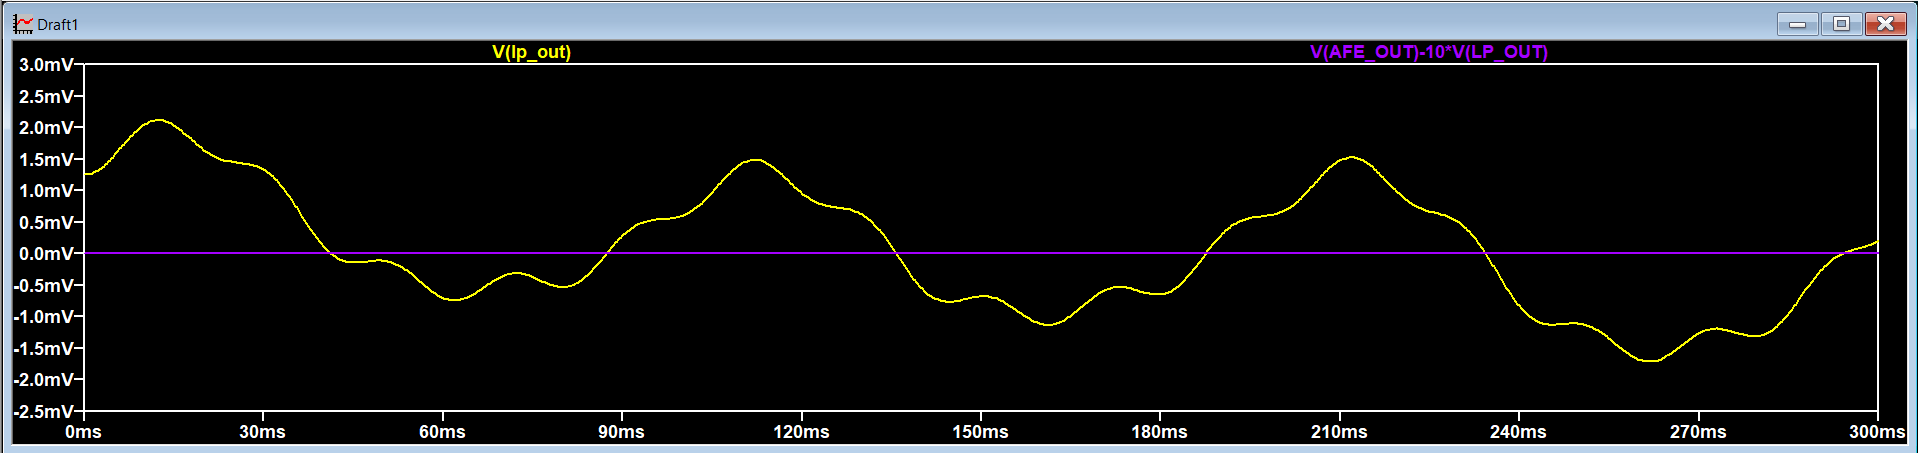 Draft1
V(lp_out) V(AFE_OUT)-10*V(LP_OUT)
3.0mV
2.5mV
2.0mV
1.5mV
1.0mV
0.5mV
0.0mV
-0.5mV
-1.0mV
-1.5mV
-2.0mV
-2.5mV
0ms 30ms 60ms 90ms 120ms 150ms 180ms 210ms 240ms 270ms 300ms